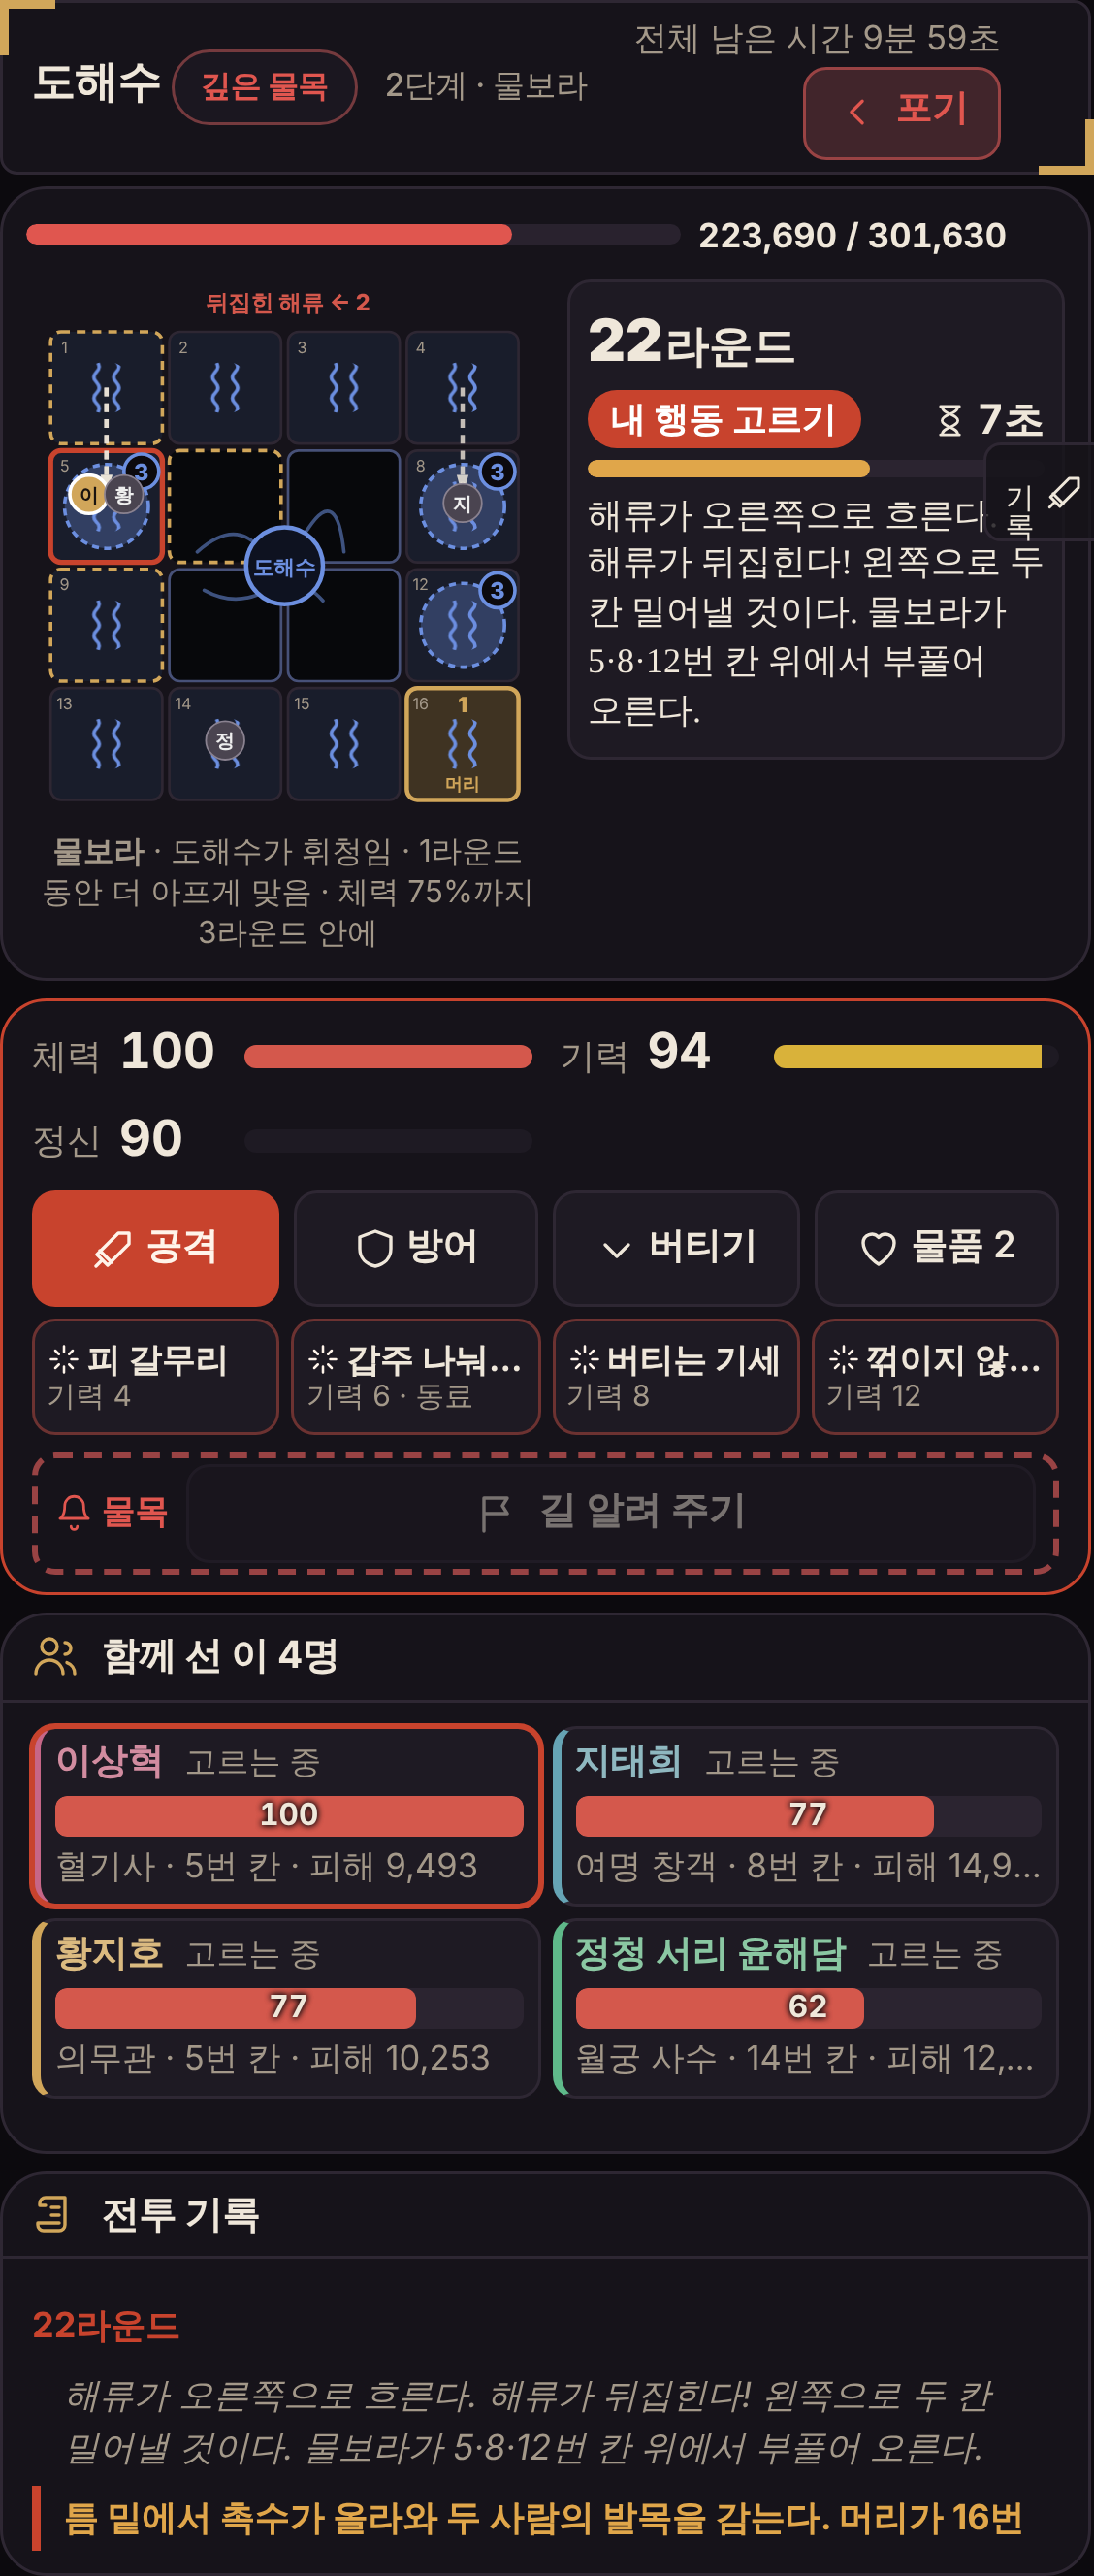 전체 남은 시간 9분 59초
도해수 깊은 물목 2단계 · 물보라
포기
223,690 / 301,630
뒤집힌 해류 ← 2
1 2 3 4
5 이 황 3 8 지 3
도해수
9 12 3
13 14 정 15 16 1 머리
물보라 · 도해수가 휘청임 · 1라운드
동안 더 아프게 맞음 · 체력 75%까지
3라운드 안에
22라운드
내 행동 고르기 7초
해류가 오른쪽으로 흐른다.
해류가 뒤집힌다! 왼쪽으로 두
칸 밀어낼 것이다. 물보라가
5·8·12번 칸 위에서 부풀어
오른다.
기록
체력 100 기력 94
정신 90
공격 방어 버티기 물품 2
피 갈무리 갑주 나눠... 버티는 기세 꺾이지 않...
기력 4 기력 6 · 동료 기력 8 기력 12
물목 길 알려 주기
함께 선 이 4명
이상혁 고르는 중
100
혈기사 · 5번 칸 · 피해 9,493
지태희 고르는 중
77
여명 창객 · 8번 칸 · 피해 14,9...
황지호 고르는 중
77
의무관 · 5번 칸 · 피해 10,253
정청 서리 윤해담 고르는 중
62
월궁 사수 · 14번 칸 · 피해 12,...
전투 기록
22라운드
해류가 오른쪽으로 흐른다. 해류가 뒤집힌다! 왼쪽으로 두 칸
밀어낼 것이다. 물보라가 5·8·12번 칸 위에서 부풀어 오른다.
틈 밑에서 촉수가 올라와 두 사람의 발목을 감는다. 머리가 16번